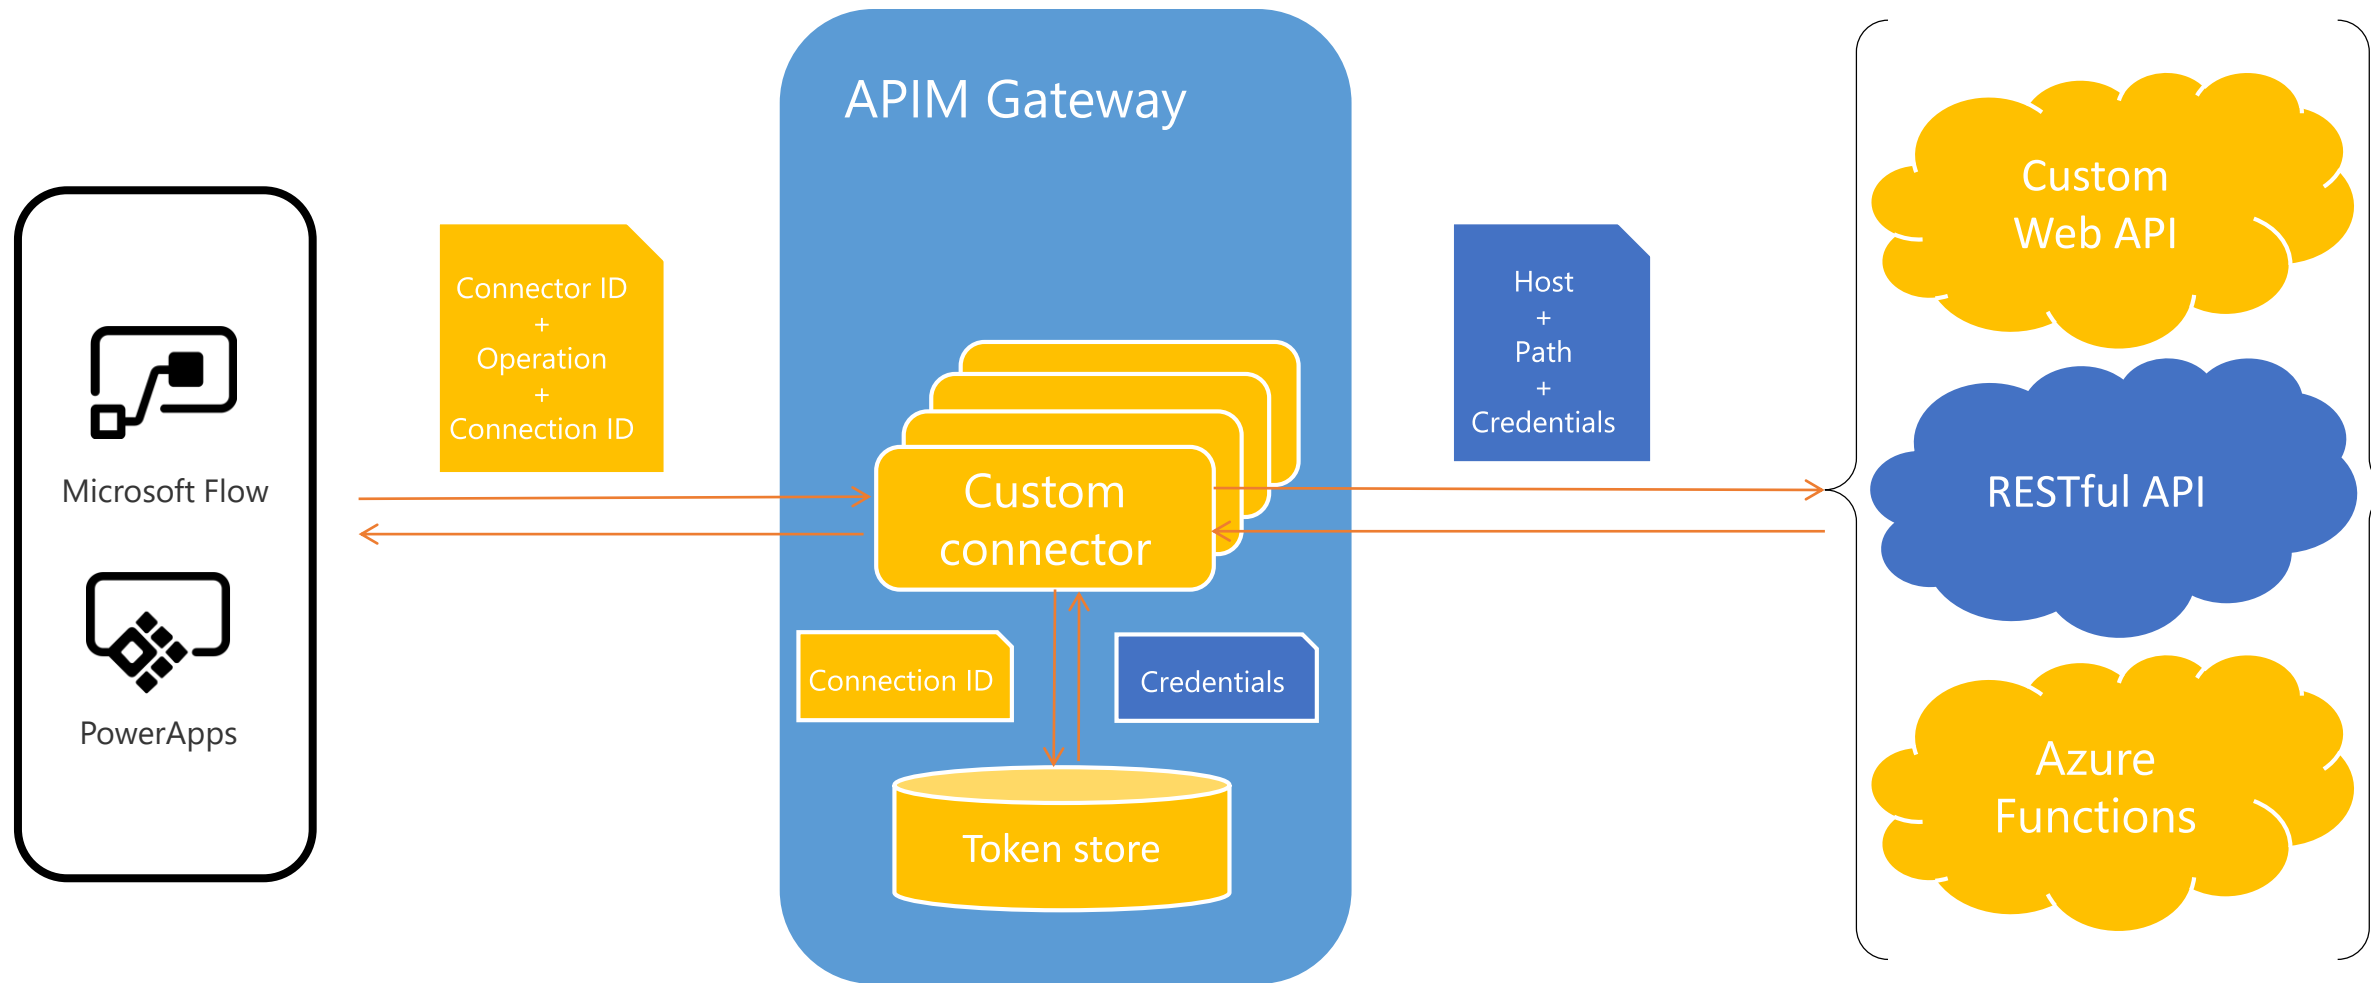 APIM Gateway
Microsoft Flow
PowerApps
Connector ID
+
Operation
+
Connection ID
Custom
connector
Connection ID
Credentials
Token store
Host
+
Path
+
Credentials
Custom
Web API
RESTful API
Azure
Functions